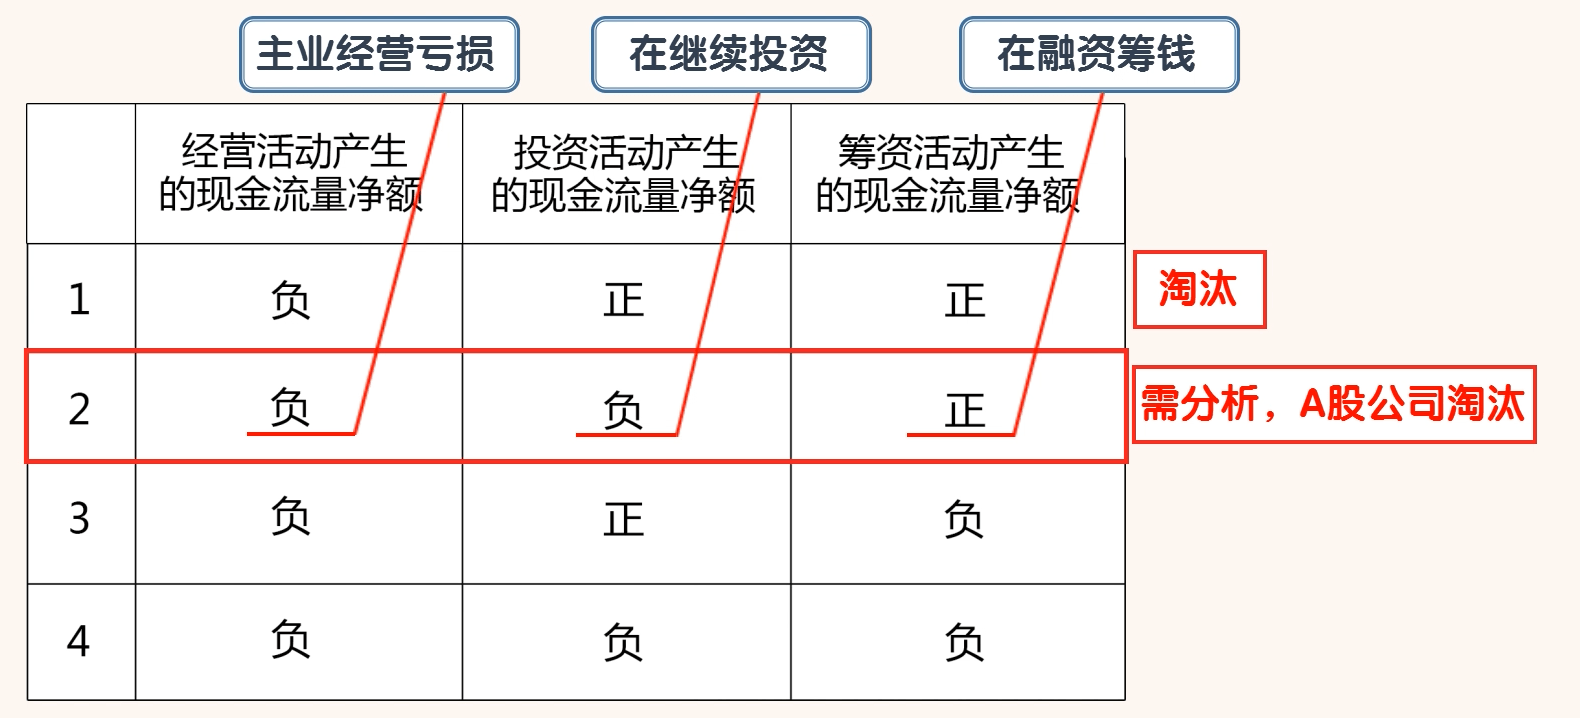 主业经营亏损
在继续投资
在融资筹钱
经营活动产生
的现金流量净额
投资活动产生
的现金流量净额
筹资活动产生
的现金流量净额
1 负 正 正 淘汰
2 负 负 正 需分析，A股公司淘汰
3 负 正 负
4 负 负 负